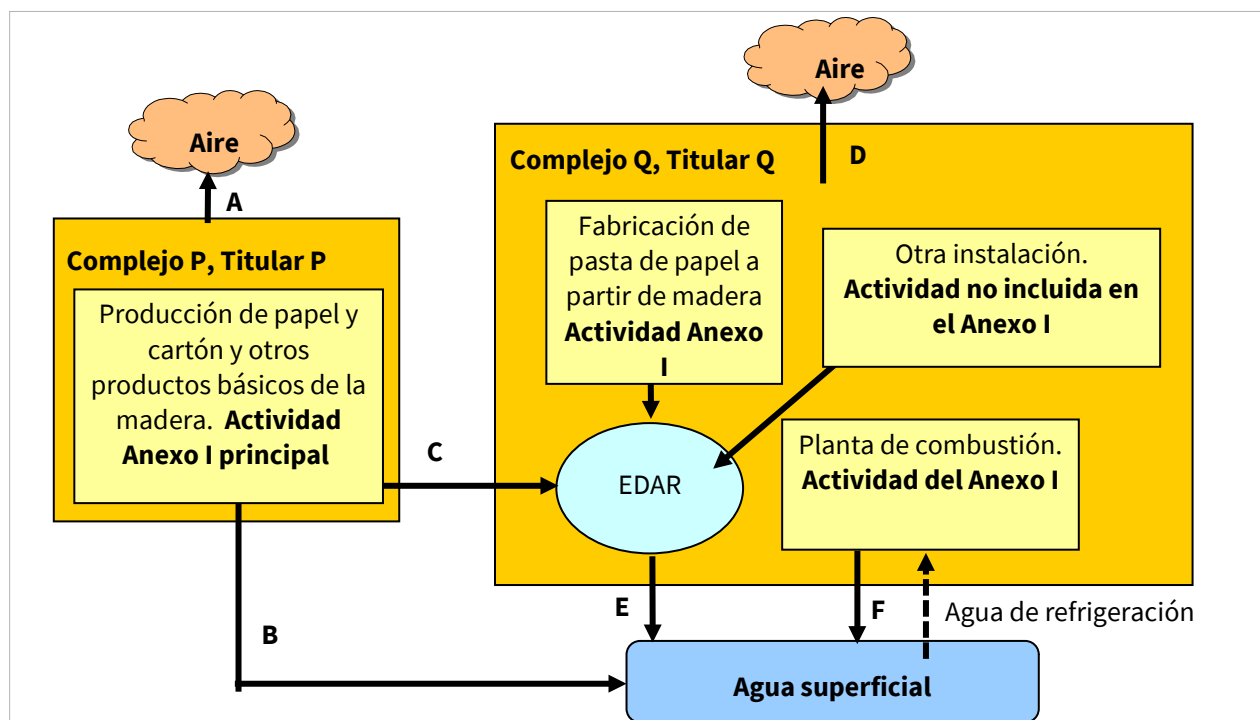 Aire
D
Complejo Q, Titular Q
Aire
A
Complejo P, Titular P
Producción de papel y
cartón y otros
productos básicos de la
madera. Actividad
Anexo I principal
Fabricación de
pasta de papel a
partir de madera
Actividad Anexo
I
Otra instalación.
Actividad no incluida en
el Anexo I
C
EDAR
Planta de combustión.
Actividad del Anexo I
E
F
Agua de refrigeración
B
Agua superficial